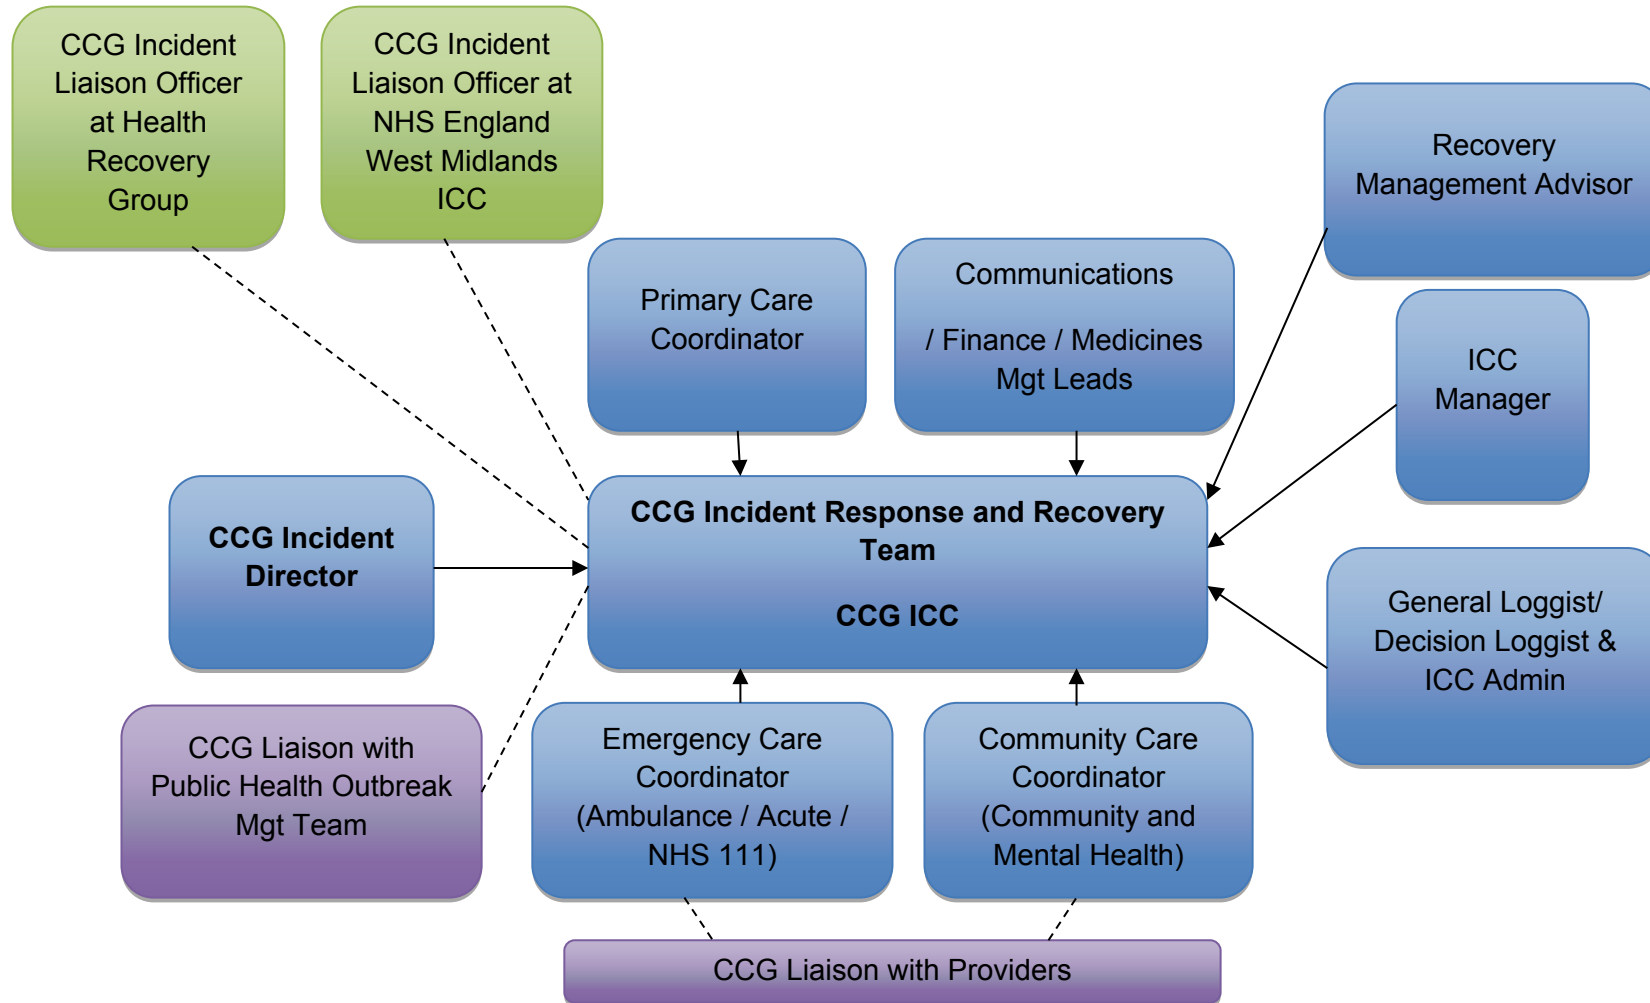 CCG Incident
Liaison Officer
at Health
Recovery
Group
CCG Incident
Liaison Officer at
NHS England
West Midlands
ICC
Recovery
Management Advisor
Primary Care
Coordinator
Communications
/ Finance / Medicines
Mgt Leads
ICC
Manager
CCG Incident
Director
CCG Incident Response and Recovery
Team
CCG ICC
General Loggist/
Decision Loggist &
ICC Admin
CCG Liaison with
Public Health Outbreak
Mgt Team
Emergency Care
Coordinator
(Ambulance / Acute /
NHS 111)
Community Care
Coordinator
(Community and
Mental Health)
CCG Liaison with Providers